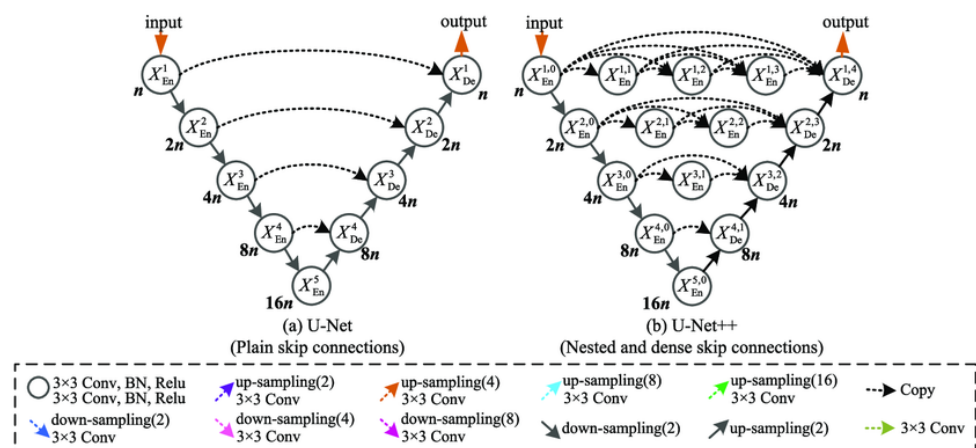 input
output
input
output
X^1_En
X^1_De
X^{1,0}_En
X^{1,1}_En
X^{1,2}_En
X^{1,3}_En
X^{1,4}_De
n
n
n
n
X^2_En
X^2_De
X^{2,0}_En
X^{2,1}_En
X^{2,2}_En
X^{2,3}_De
2n
2n
2n
2n
X^3_En
X^3_De
X^{3,0}_En
X^{3,1}_En
X^{3,2}_De
4n
4n
4n
4n
X^4_En
X^4_De
X^{4,0}_En
X^{4,1}_De
8n
8n
8n
8n
X^5_En
X^{5,0}_En
16n
16n
(a) U-Net
(Plain skip connections)
(b) U-Net++
(Nested and dense skip connections)
3×3 Conv, BN, Relu
3×3 Conv, BN, Relu
up-sampling(2)
3×3 Conv
up-sampling(4)
3×3 Conv
up-sampling(8)
3×3 Conv
up-sampling(16)
3×3 Conv
Copy
down-sampling(2)
3×3 Conv
down-sampling(4)
3×3 Conv
down-sampling(8)
3×3 Conv
down-sampling(2)
up-sampling(2)
3×3 Conv